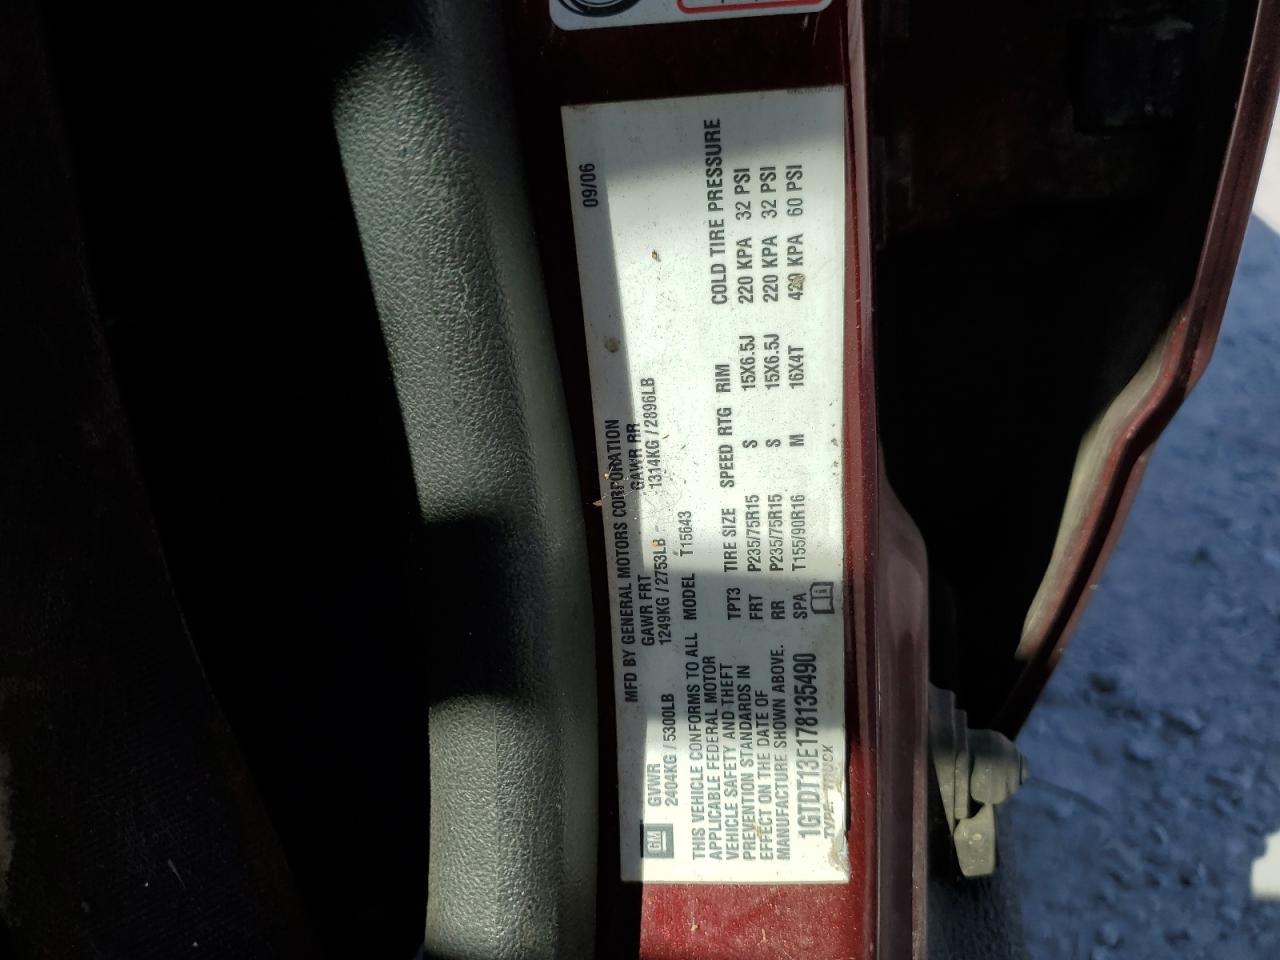 MFD BY GENERAL MOTORS CORPORATION 09/06
GVWR GAWR FRT GAWR RR
GM 2404KG / 5300LB 1249KG / 2753LB 1314KG / 2896LB
THIS VEHICLE CONFORMS TO ALL MODEL T15643
APPLICABLE FEDERAL MOTOR
VEHICLE SAFETY AND THEFT
PREVENTION STANDARDS IN
EFFECT ON THE DATE OF
MANUFACTURE SHOWN ABOVE.
TPT3 TIRE SIZE SPEED RTG RIM COLD TIRE PRESSURE
FRT P235/75R15 S 15X6.5J 220 KPA 32 PSI
RR P235/75R15 S 15X6.5J 220 KPA 32 PSI
SPA T155/90R16 M 16X4T 420 KPA 60 PSI
1GTDT13E178135490
TYPE: TRUCK